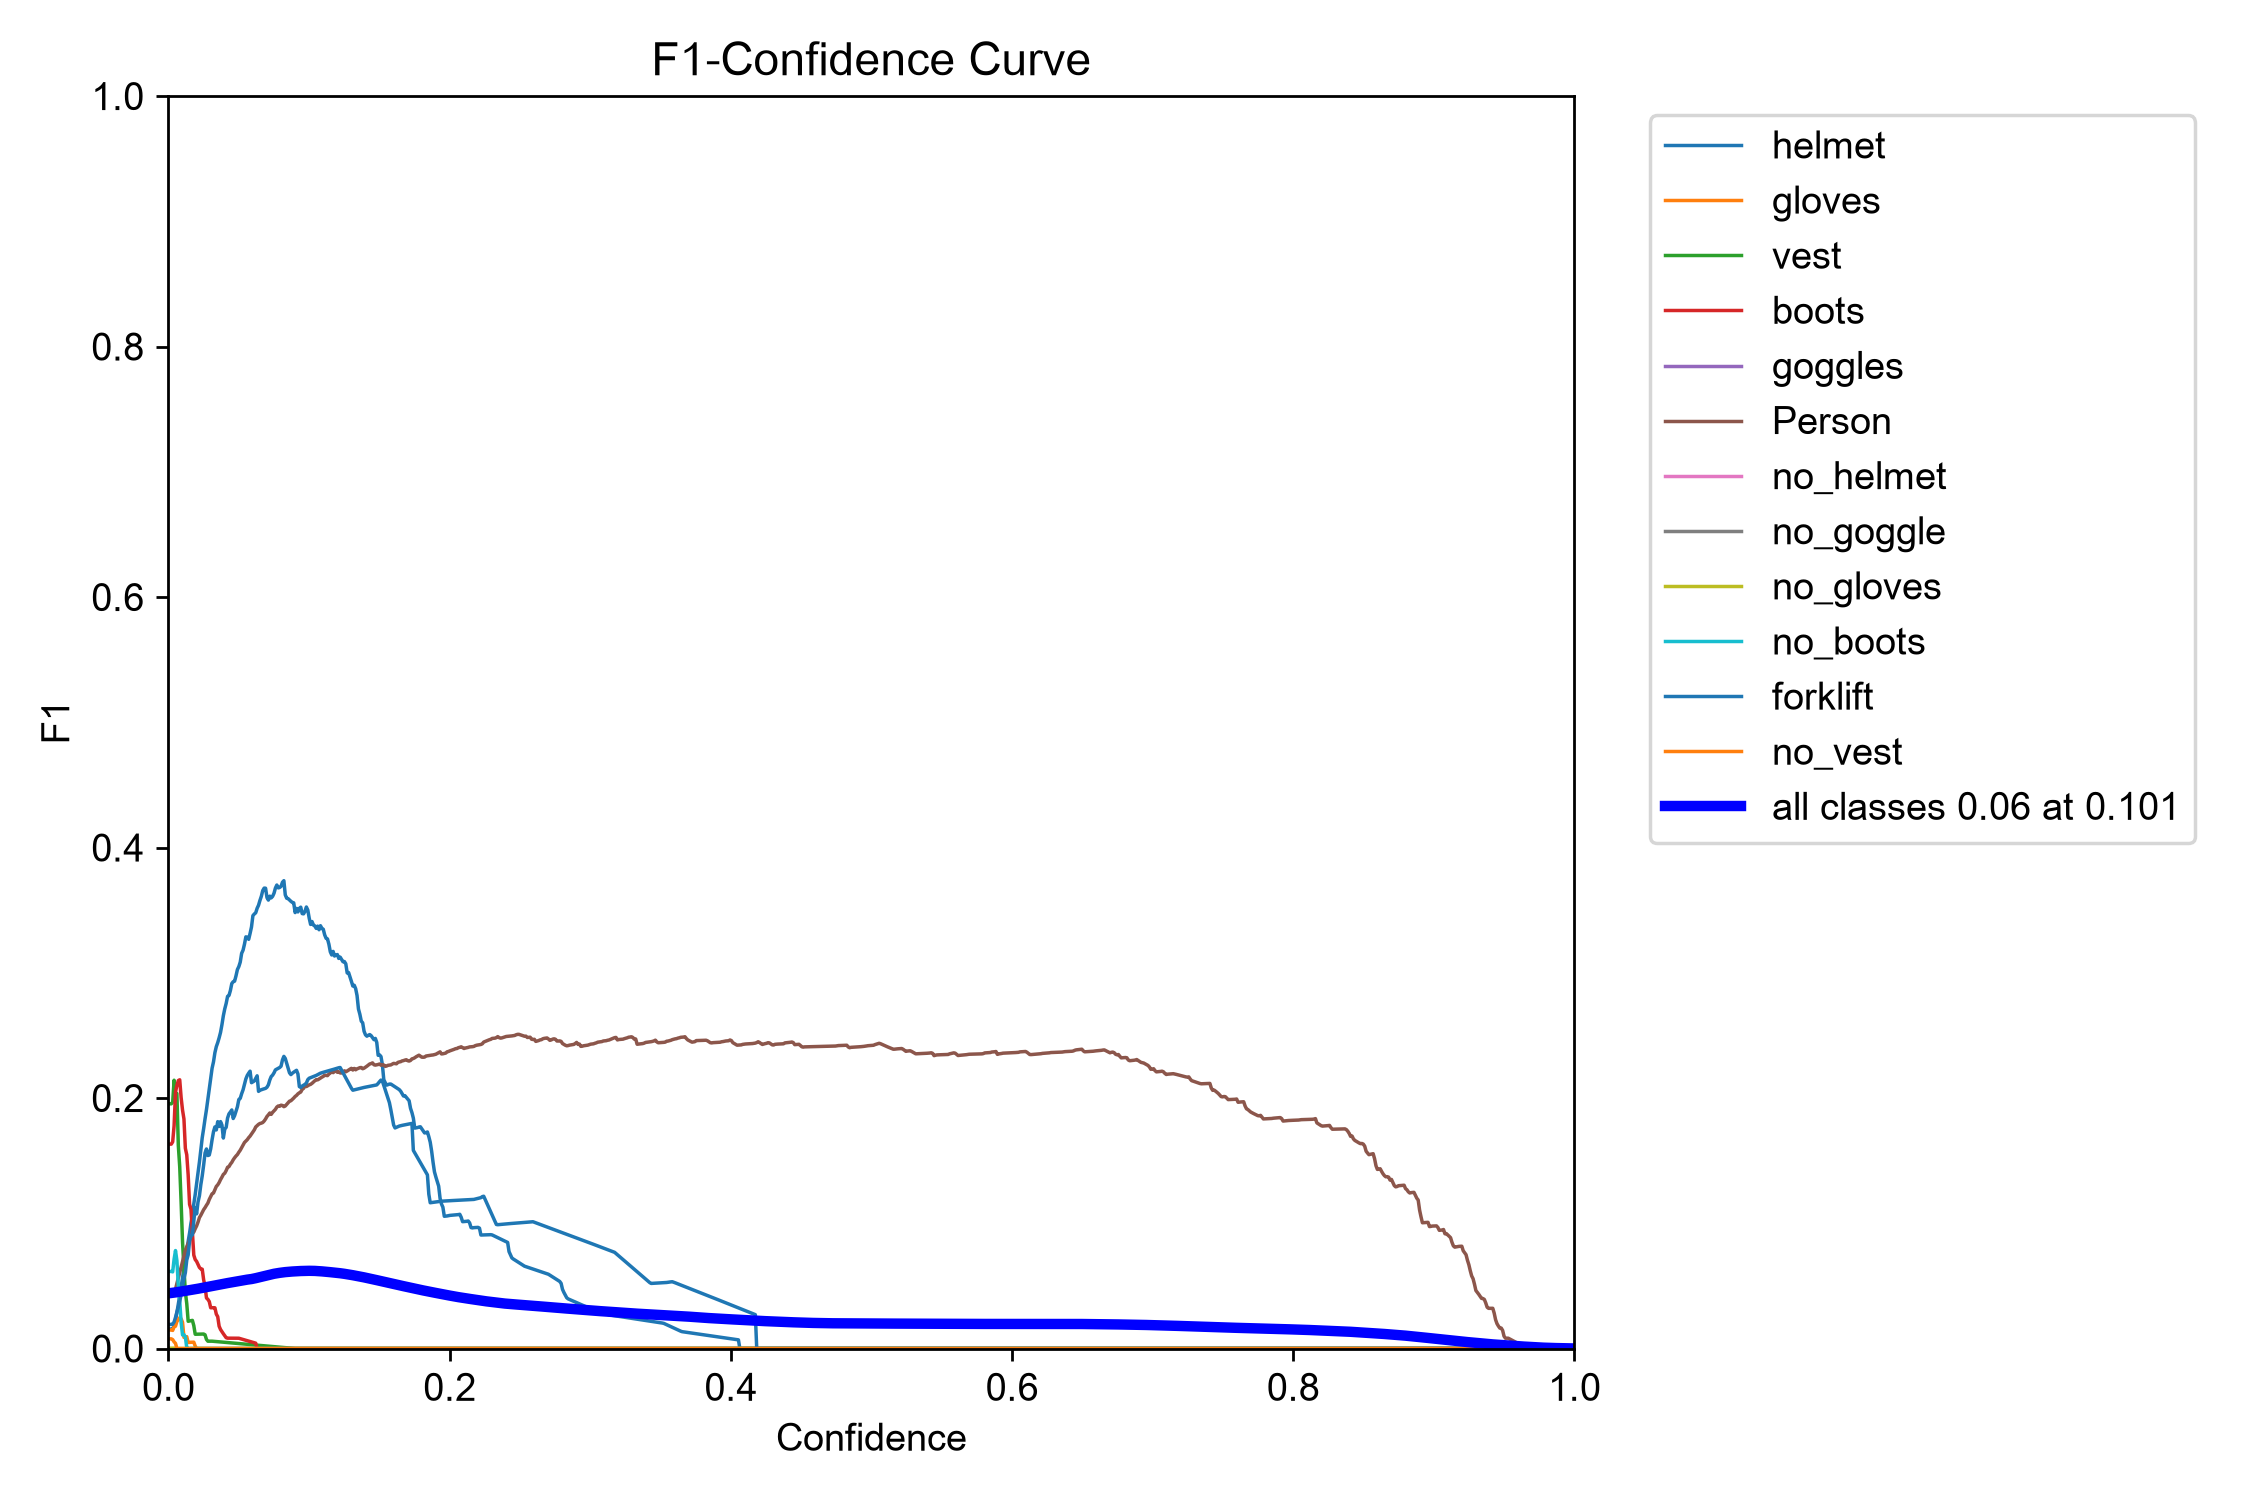 F1-Confidence Curve
1.0
0.8
0.6
0.4
0.2
0.0
F1
0.0 0.2 0.4 0.6 0.8 1.0
Confidence
helmet
gloves
vest
boots
goggles
Person
no_helmet
no_goggle
no_gloves
no_boots
forklift
no_vest
all classes 0.06 at 0.101